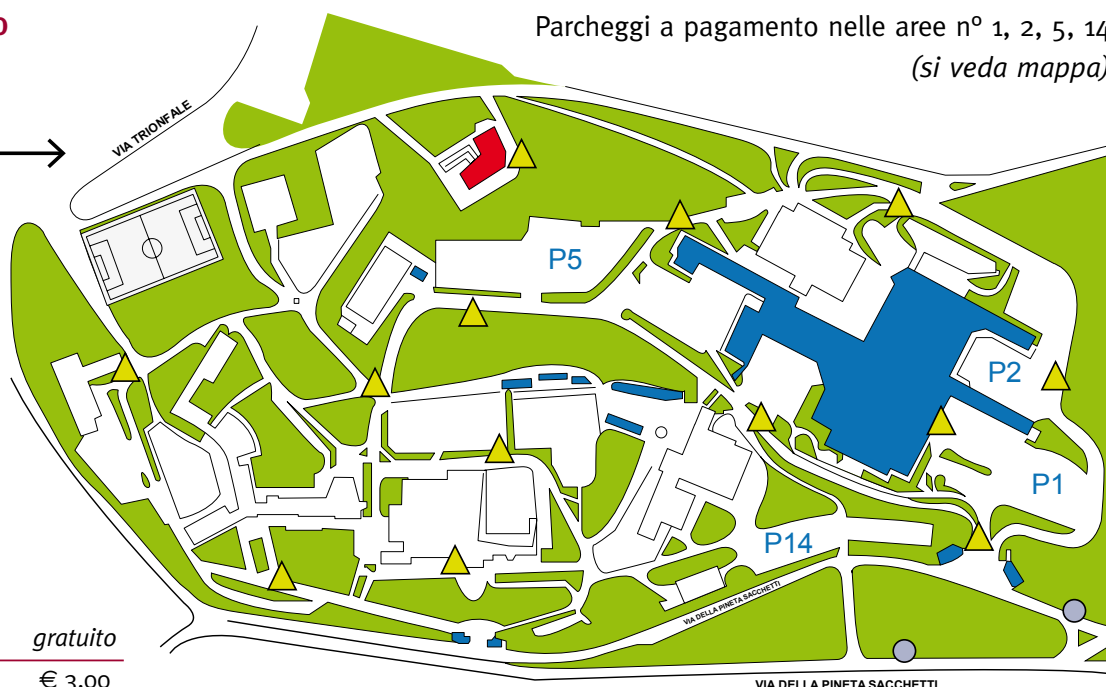 Parcheggi a pagamento nelle aree n° 1, 2, 5, 14
(si veda mappa)
VIA TRIONFALE
P5
P2
P1
P14
VIA DELLA PINETA SACCHETTI
gratuito
€ 3,00
VIA DELLA PINETA SACCHETTI